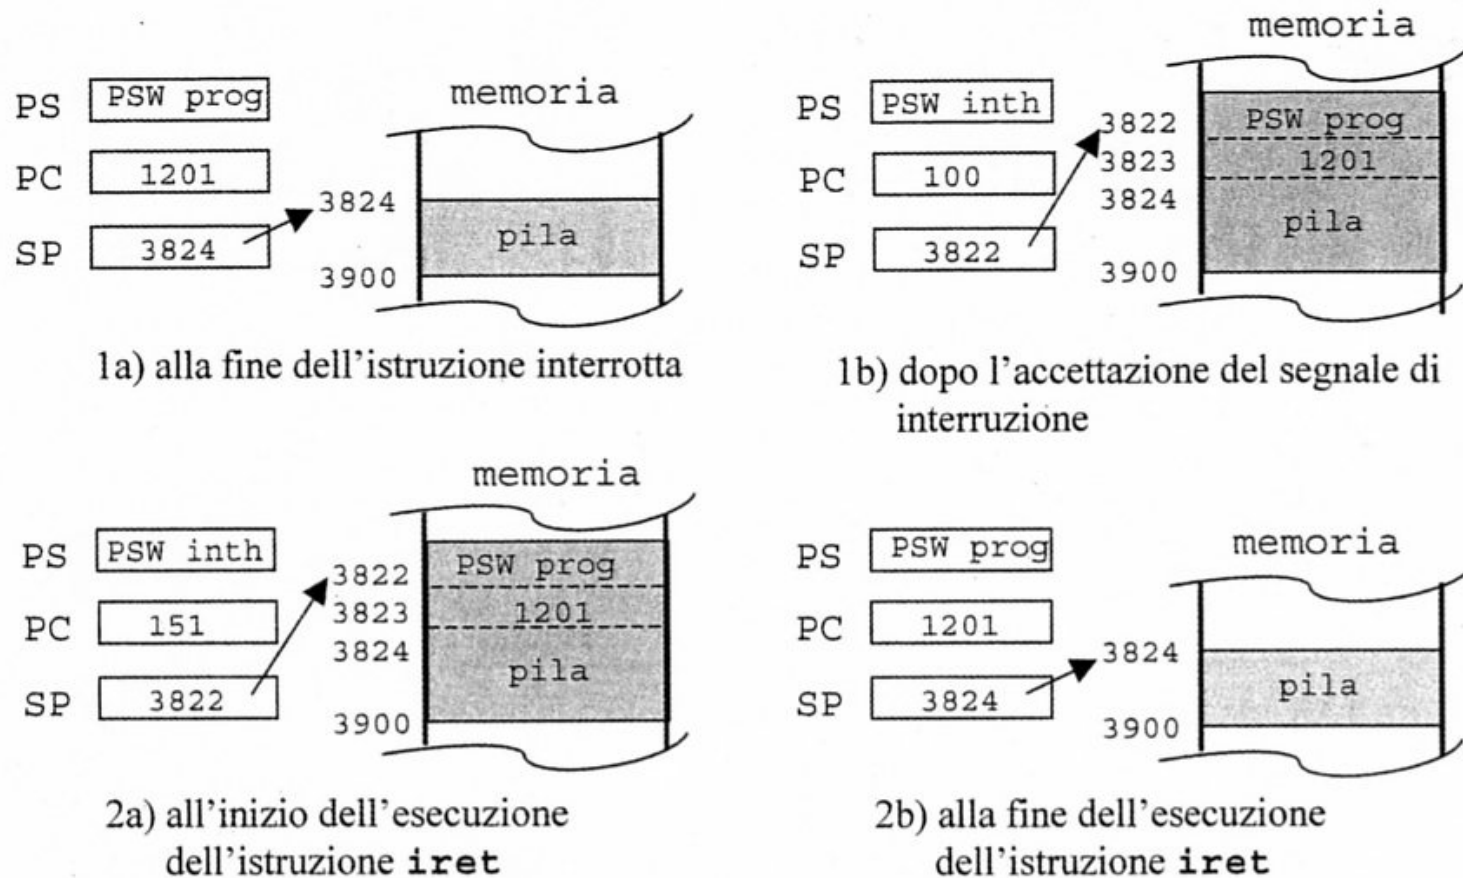 memoria
PS PSW prog
PC 1201
SP 3824
memoria
3824
pila
3900
1a) alla fine dell'istruzione interrotta
PS PSW inth
PC 100
SP 3822
3822 PSW prog
3823 1201
3824
pila
3900
1b) dopo l'accettazione del segnale di
interruzione
memoria
PS PSW inth
PC 151
SP 3822
3822 PSW prog
3823 1201
3824
pila
3900
2a) all'inizio dell'esecuzione
dell'istruzione iret
memoria
PS PSW prog
PC 1201
SP 3824
3824
pila
3900
2b) alla fine dell'esecuzione
dell'istruzione iret